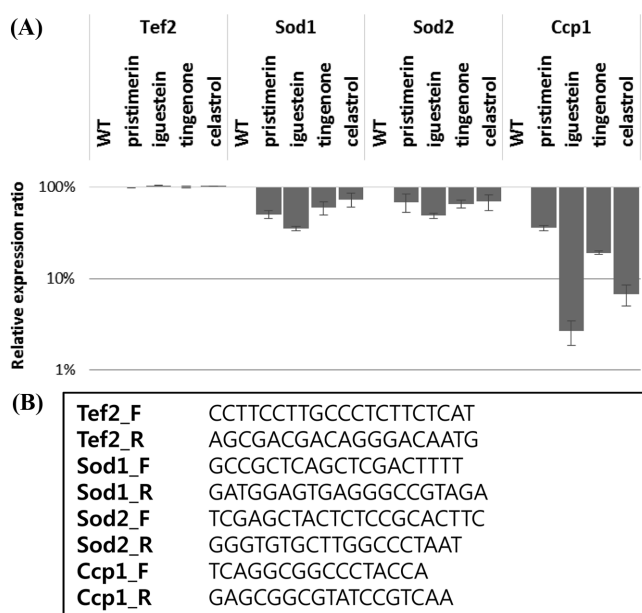 (A)
Tef2 Sod1 Sod2 Ccp1
WT pristimerin iguestein tingenone celastrol WT pristimerin iguestein tingenone celastrol WT pristimerin iguestein tingenone celastrol WT pristimerin iguestein tingenone celastrol
Relative expression ratio
100%
10%
1%
(B)
Tef2_F CCTTCCTTGCCCTCTTCTCAT
Tef2_R AGCGACGACAGGGACAATG
Sod1_F GCCGCTCAGCTCGACTTTT
Sod1_R GATGGAGTGAGGGCCGTAGA
Sod2_F TCGAGCTACTCTCCGCACTTC
Sod2_R GGGTGTGCTTGGCCCTAAT
Ccp1_F TCAGGCGGCCCTACCA
Ccp1_R GAGCGGCGTATCCGTCAA